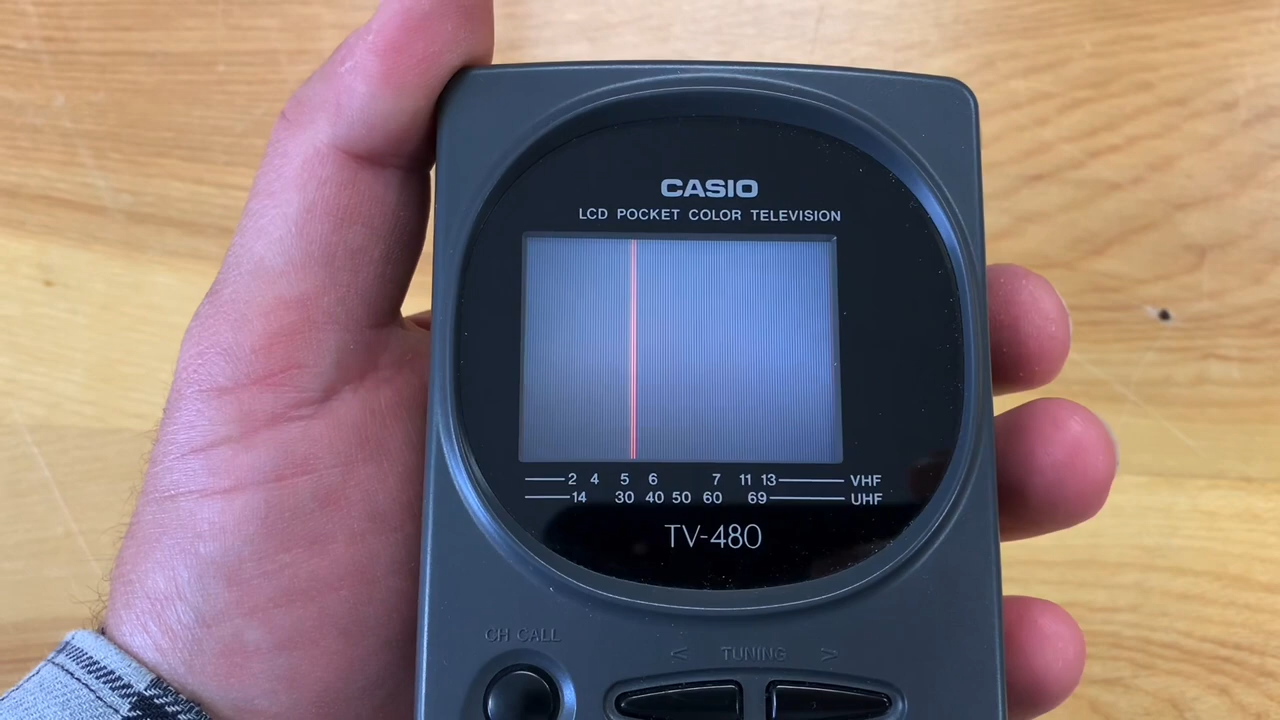 CASIO
LCD POCKET COLOR TELEVISION
2 4 5 6 7 11 13 VHF
14 30 40 50 60 69 UHF
TV-480
CH CALL
< TUNING >